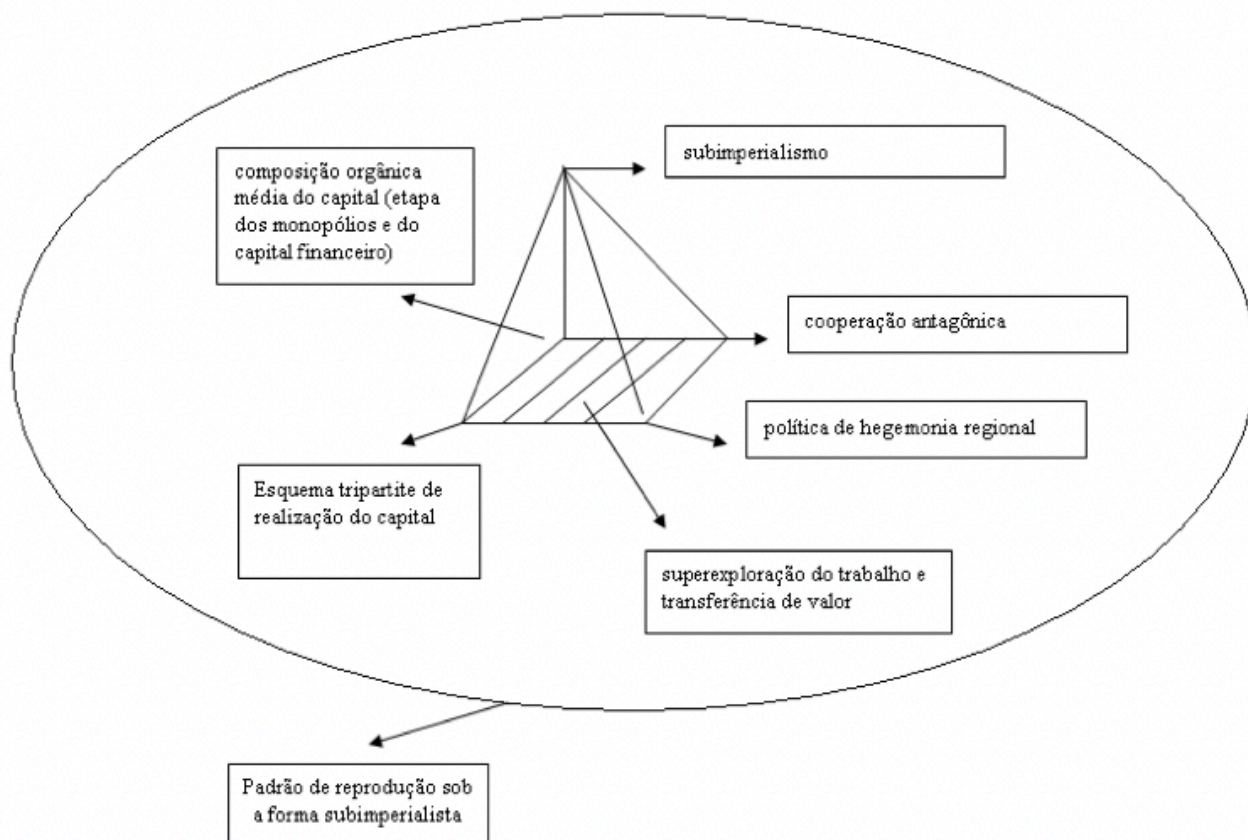 subimperialismo
composição orgânica
média do capital (etapa
dos monopólios e do
capital financeiro)
cooperação antagônica
política de hegemonia regional
Esquema tripartite de
realização do capital
superexploração do trabalho e
transferência de valor
Padrão de reprodução sob
a forma subimperialista